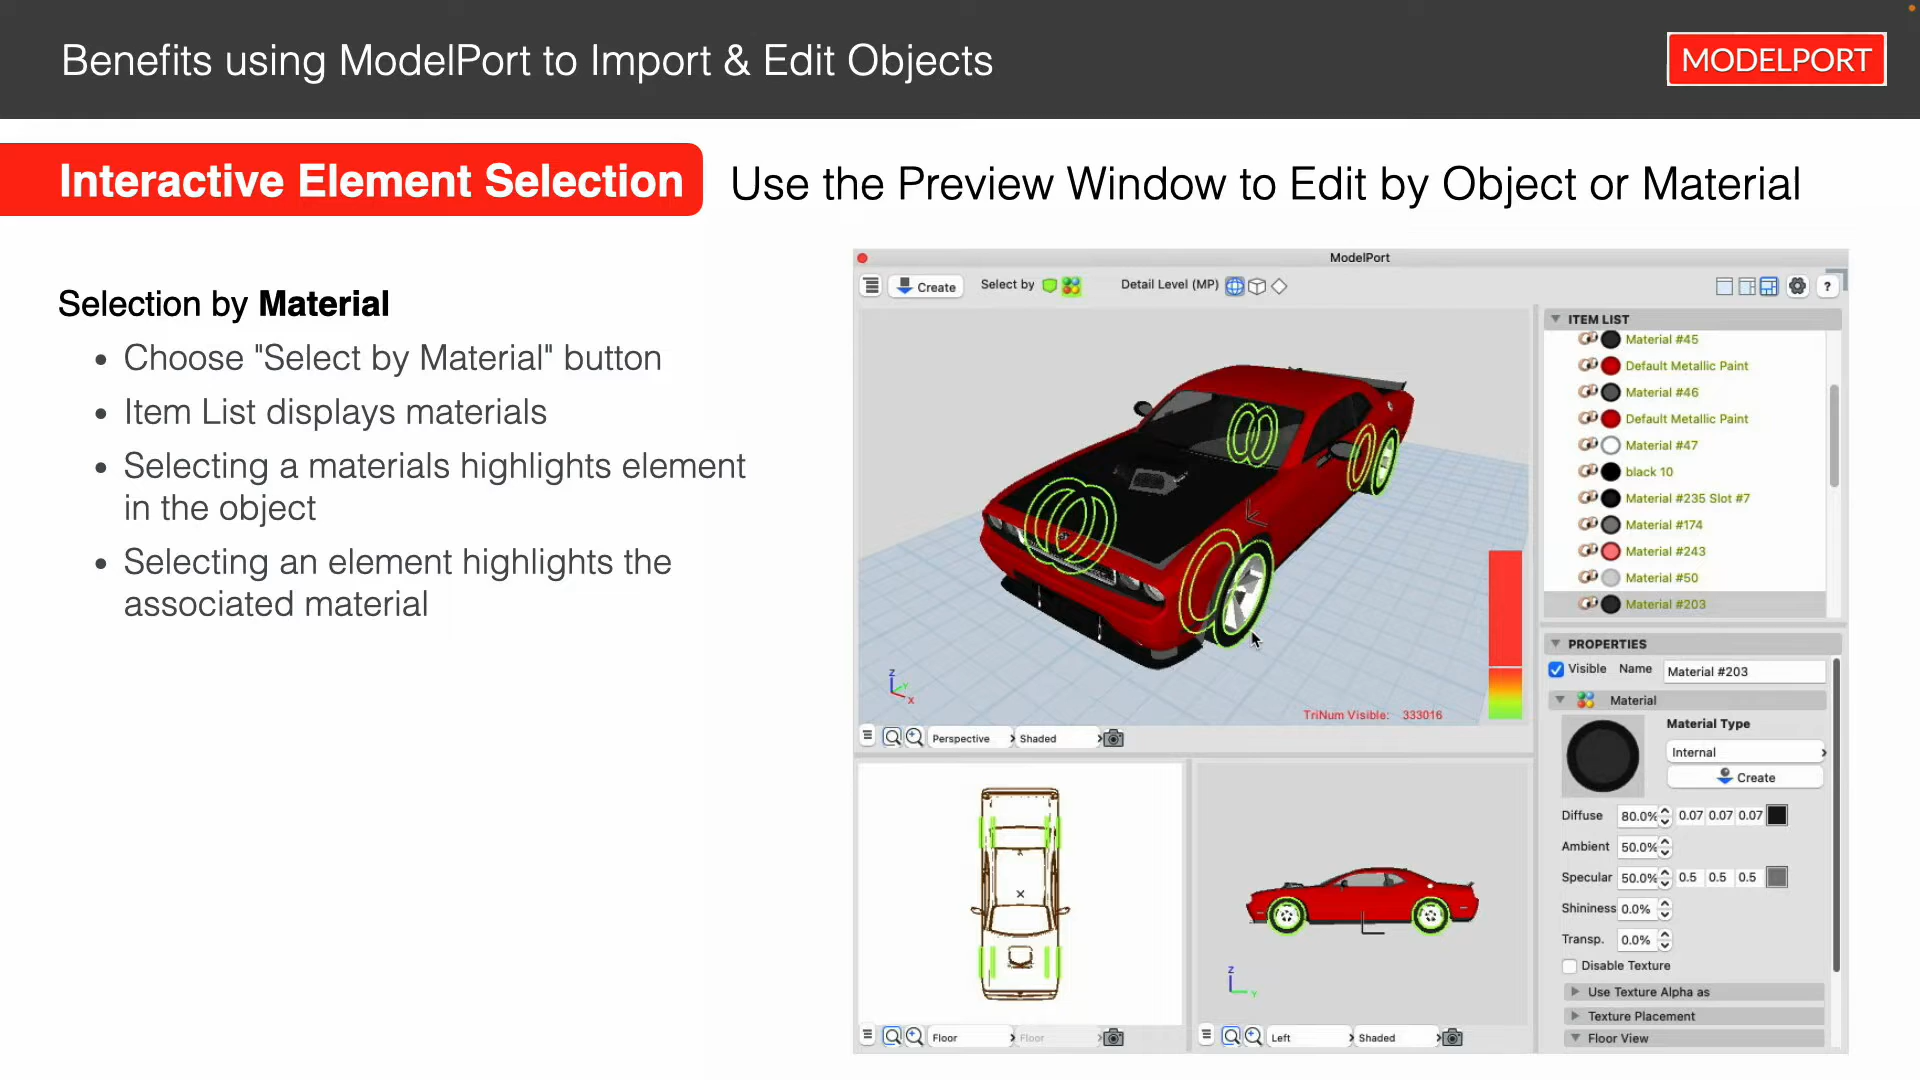 Benefits using ModelPort to Import & Edit Objects
MODELPORT
Interactive Element Selection
Use the Preview Window to Edit by Object or Material
Selection by Material
• Choose "Select by Material" button
• Item List displays materials
• Selecting a materials highlights element
in the object
• Selecting an element highlights the
associated material
ModelPort
Create
Select by
Detail Level (MP)
?
ITEM LIST
Material #45
Default Metallic Paint
Material #46
Default Metallic Paint
Material #47
black 10
Material #235 Slot #7
Material #174
Material #243
Material #50
Material #203
Z
Y
X
TriNum Visible: 333016
Perspective
Shaded
PROPERTIES
Visible Name Material #203
Material
Material Type
Internal
Create
Diffuse 80.0% 0.07 0.07 0.07
Ambient 50.0%
Specular 50.0% 0.5 0.5 0.5
Shininess 0.0%
Transp. 0.0%
Disable Texture
Use Texture Alpha as
Texture Placement
Floor View
Z
Y
Floor
Floor
Left
Shaded